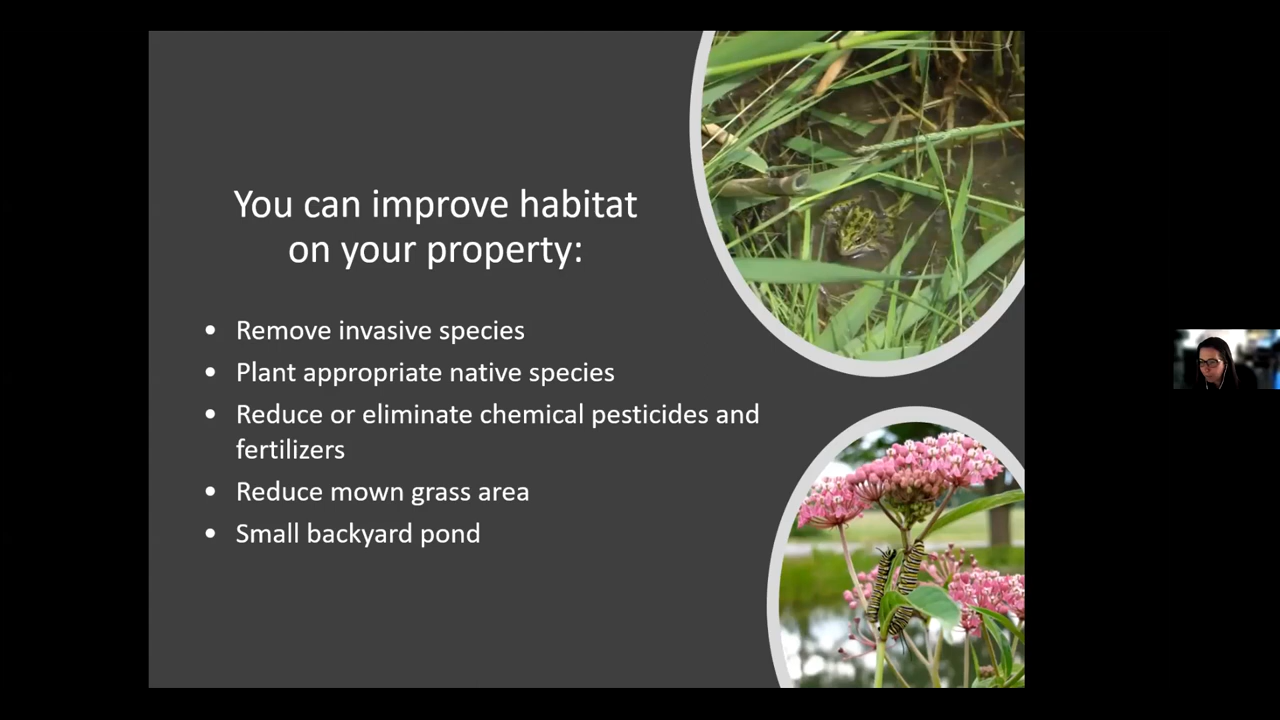 You can improve habitat
on your property:
• Remove invasive species
• Plant appropriate native species
• Reduce or eliminate chemical pesticides and
fertilizers
• Reduce mown grass area
• Small backyard pond